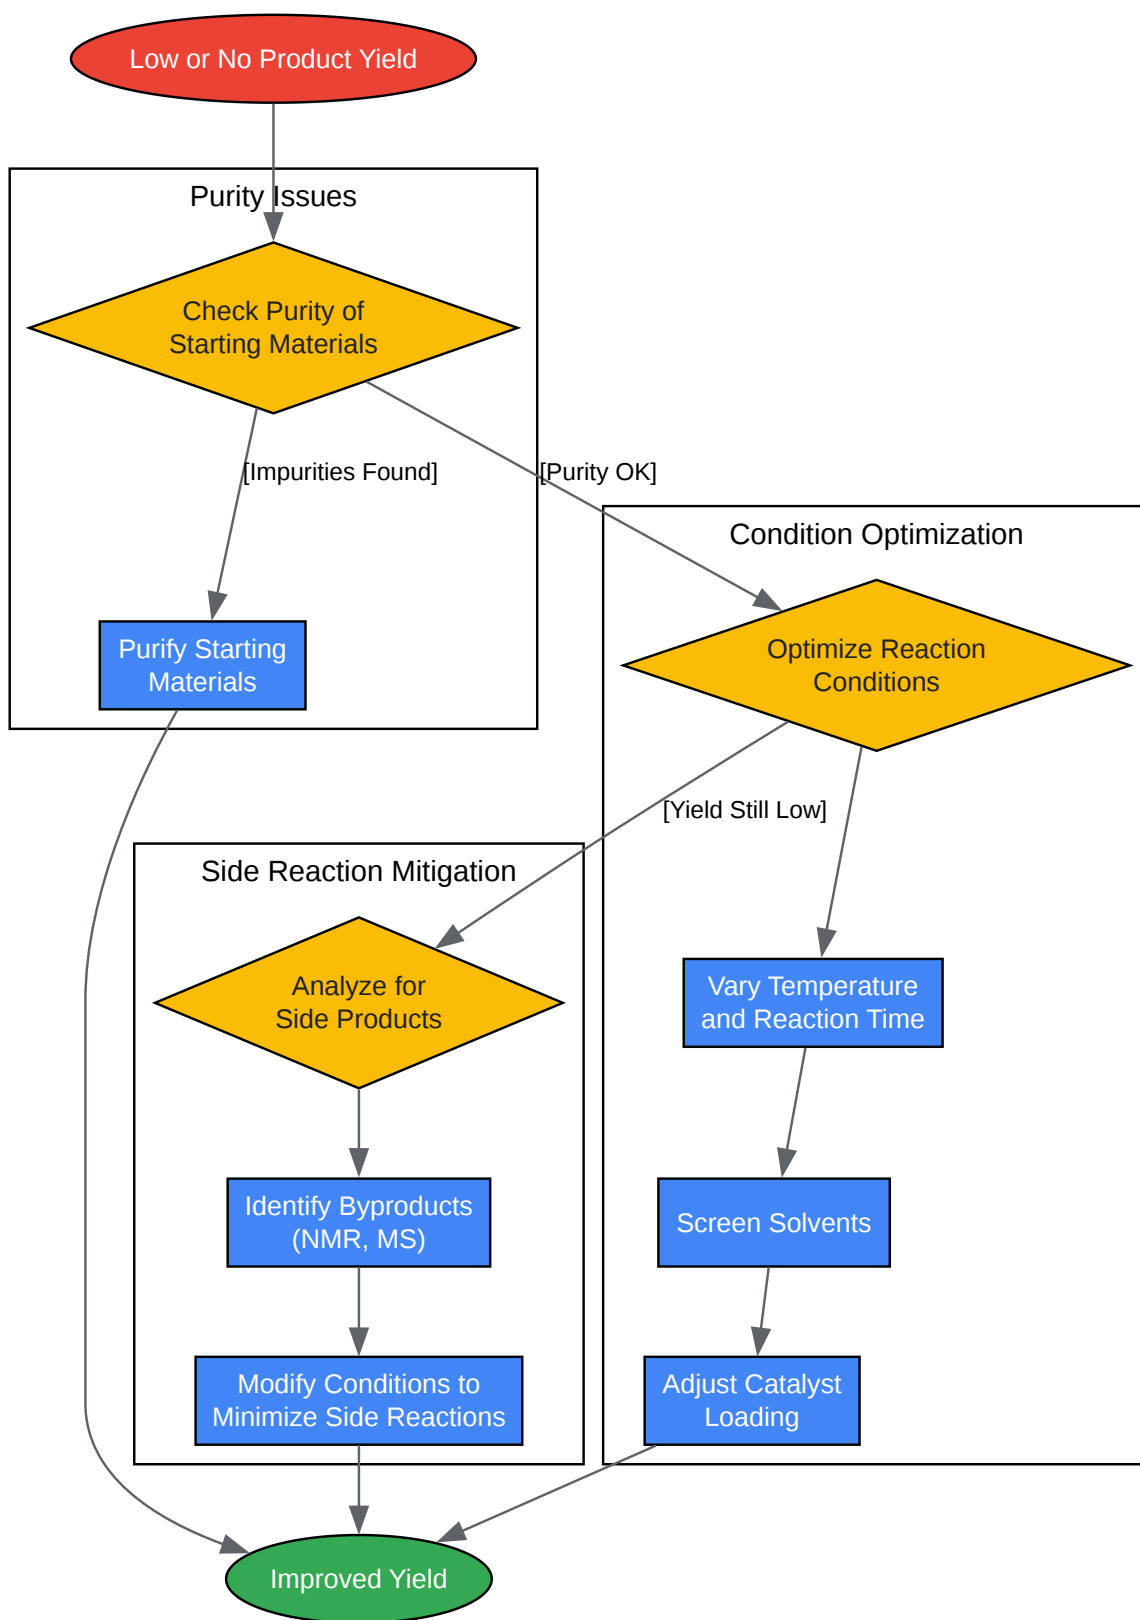 Low or No Product Yield
Purity Issues
Check Purity of
Starting Materials
[Impurities Found]
[Purity OK]
Condition Optimization
Purify Starting
Materials
Optimize Reaction
Conditions
[Yield Still Low]
Side Reaction Mitigation
Analyze for
Side Products
Vary Temperature
and Reaction Time
Identify Byproducts
(NMR, MS)
Screen Solvents
Modify Conditions to
Minimize Side Reactions
Adjust Catalyst
Loading
Improved Yield